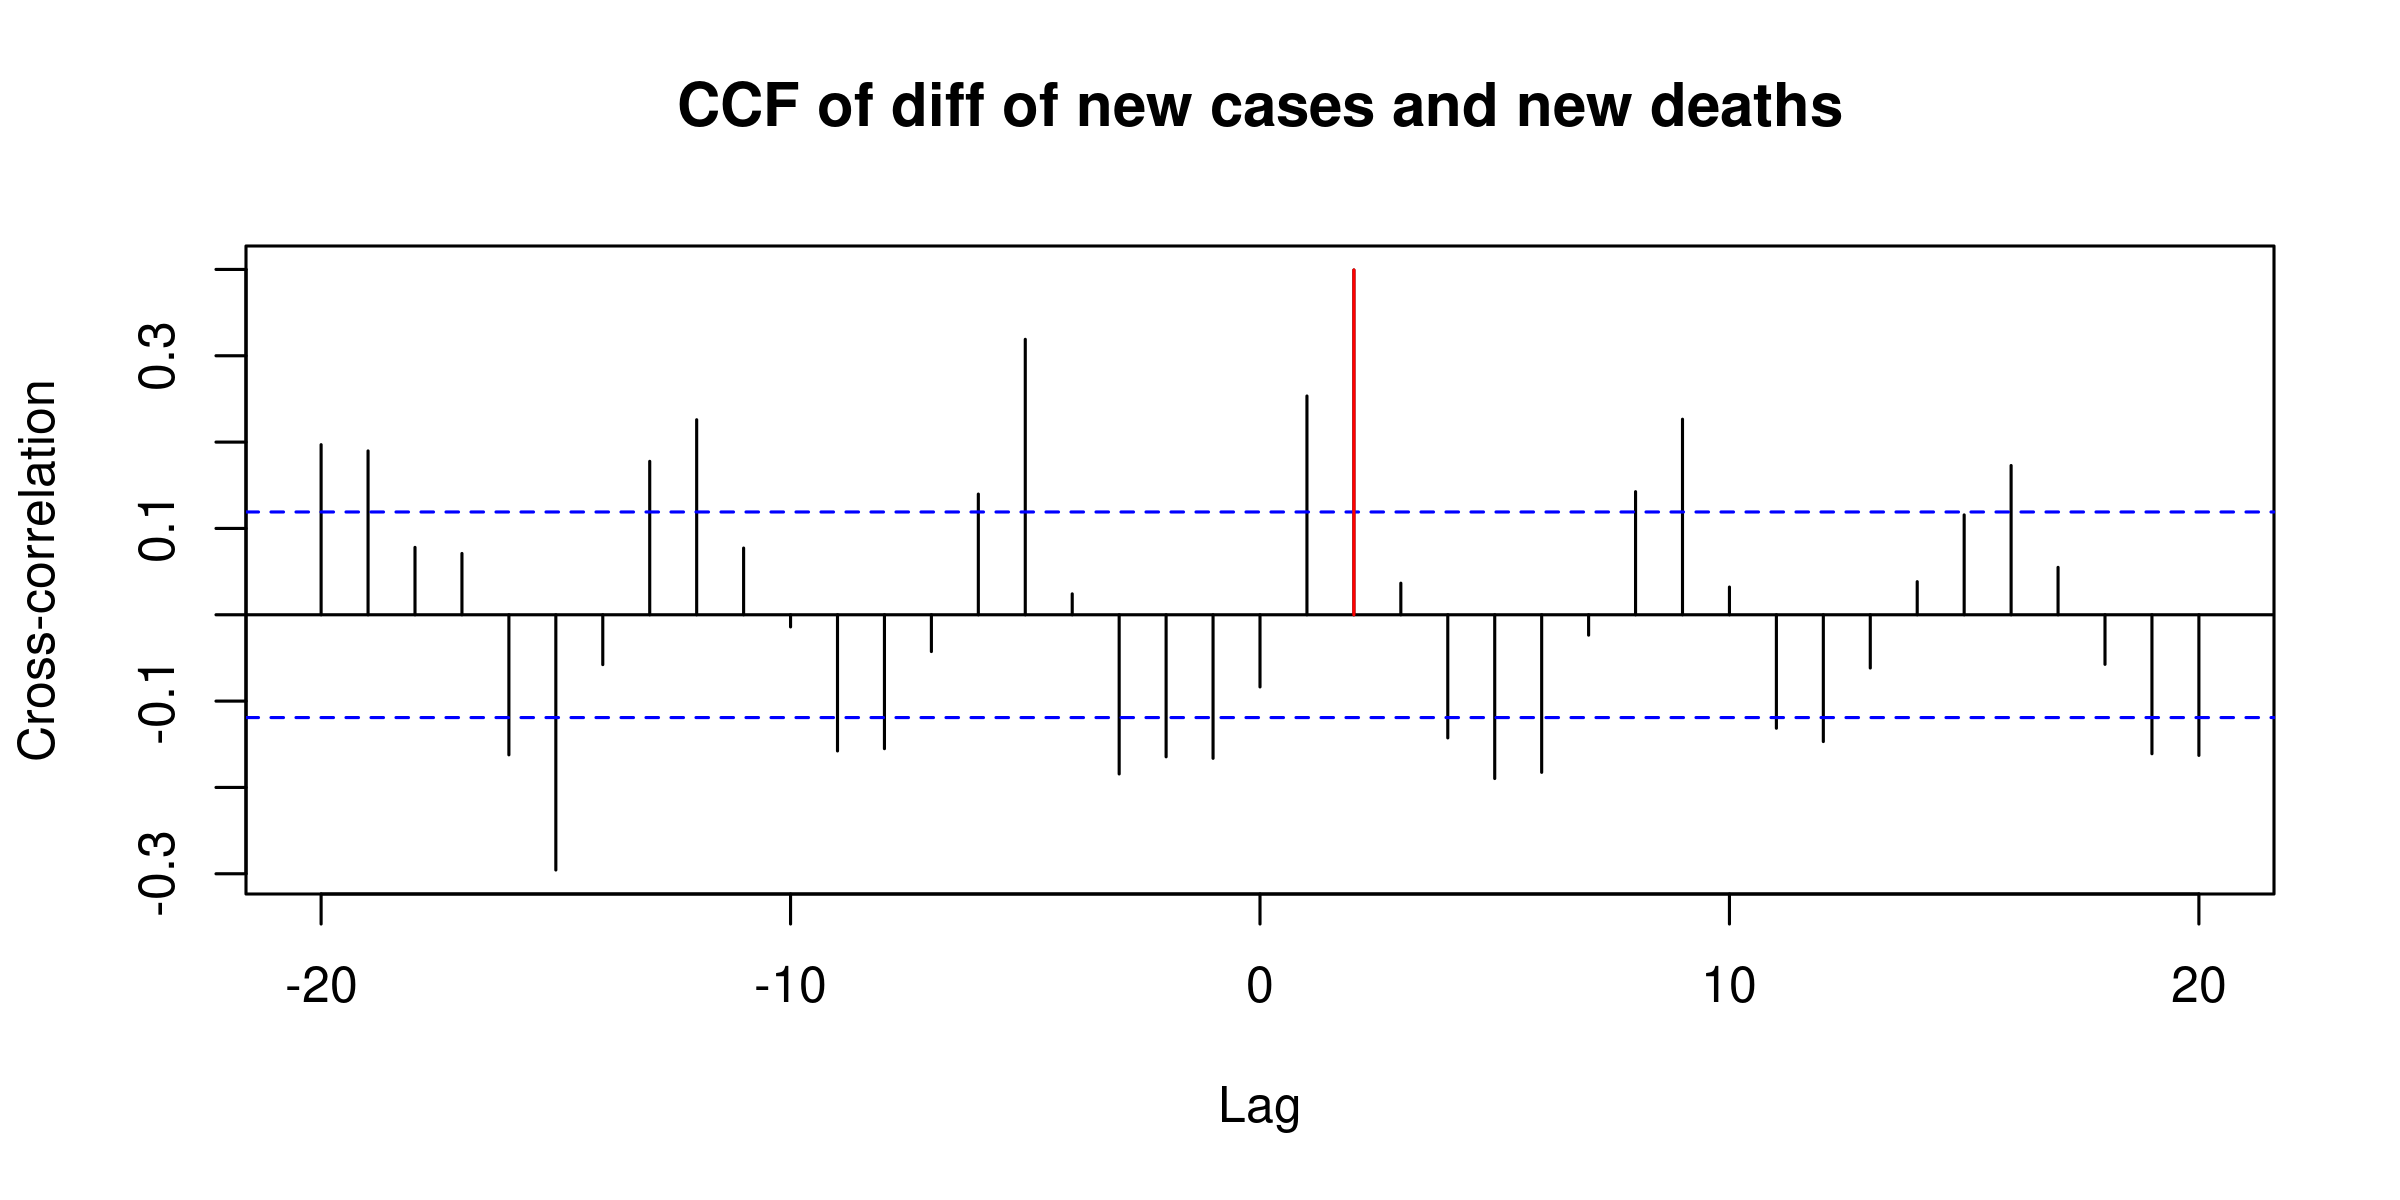 CCF of diff of new cases and new deaths
Cross-correlation
0.3
0.1
-0.1
-0.3
-20 -10 0 10 20
Lag